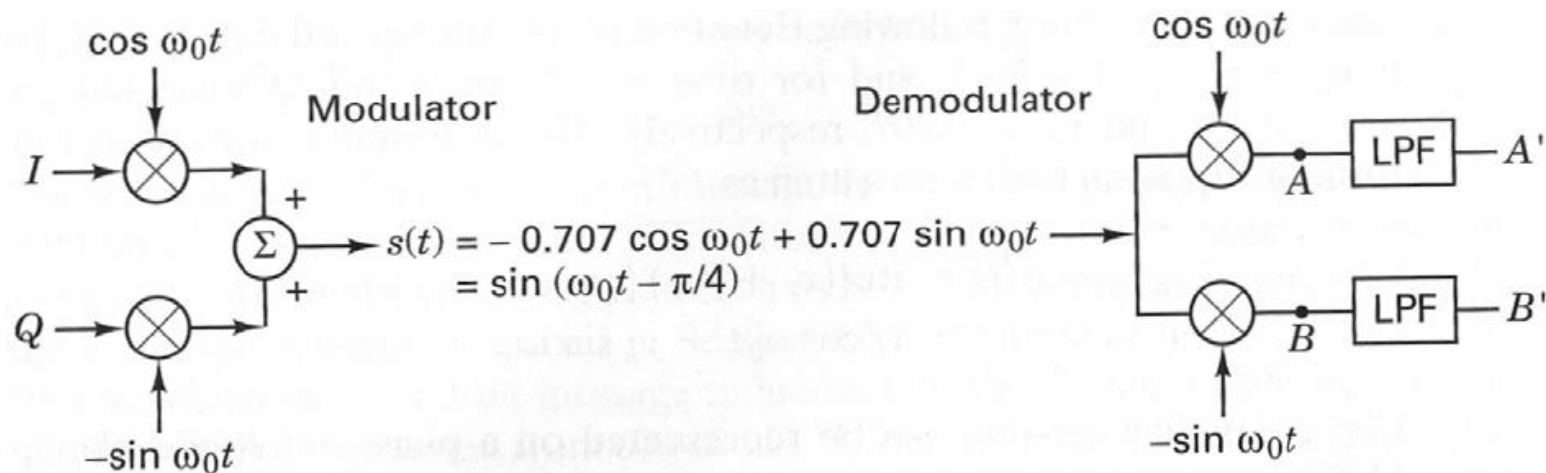 cos ω₀t
cos ω₀t
Modulator
Demodulator
I
+
LPF
A'
A
Σ
s(t) = − 0.707 cos ω₀t + 0.707 sin ω₀t
= sin (ω₀t − π/4)
+
Q
LPF
B'
B
−sin ω₀t
−sin ω₀t